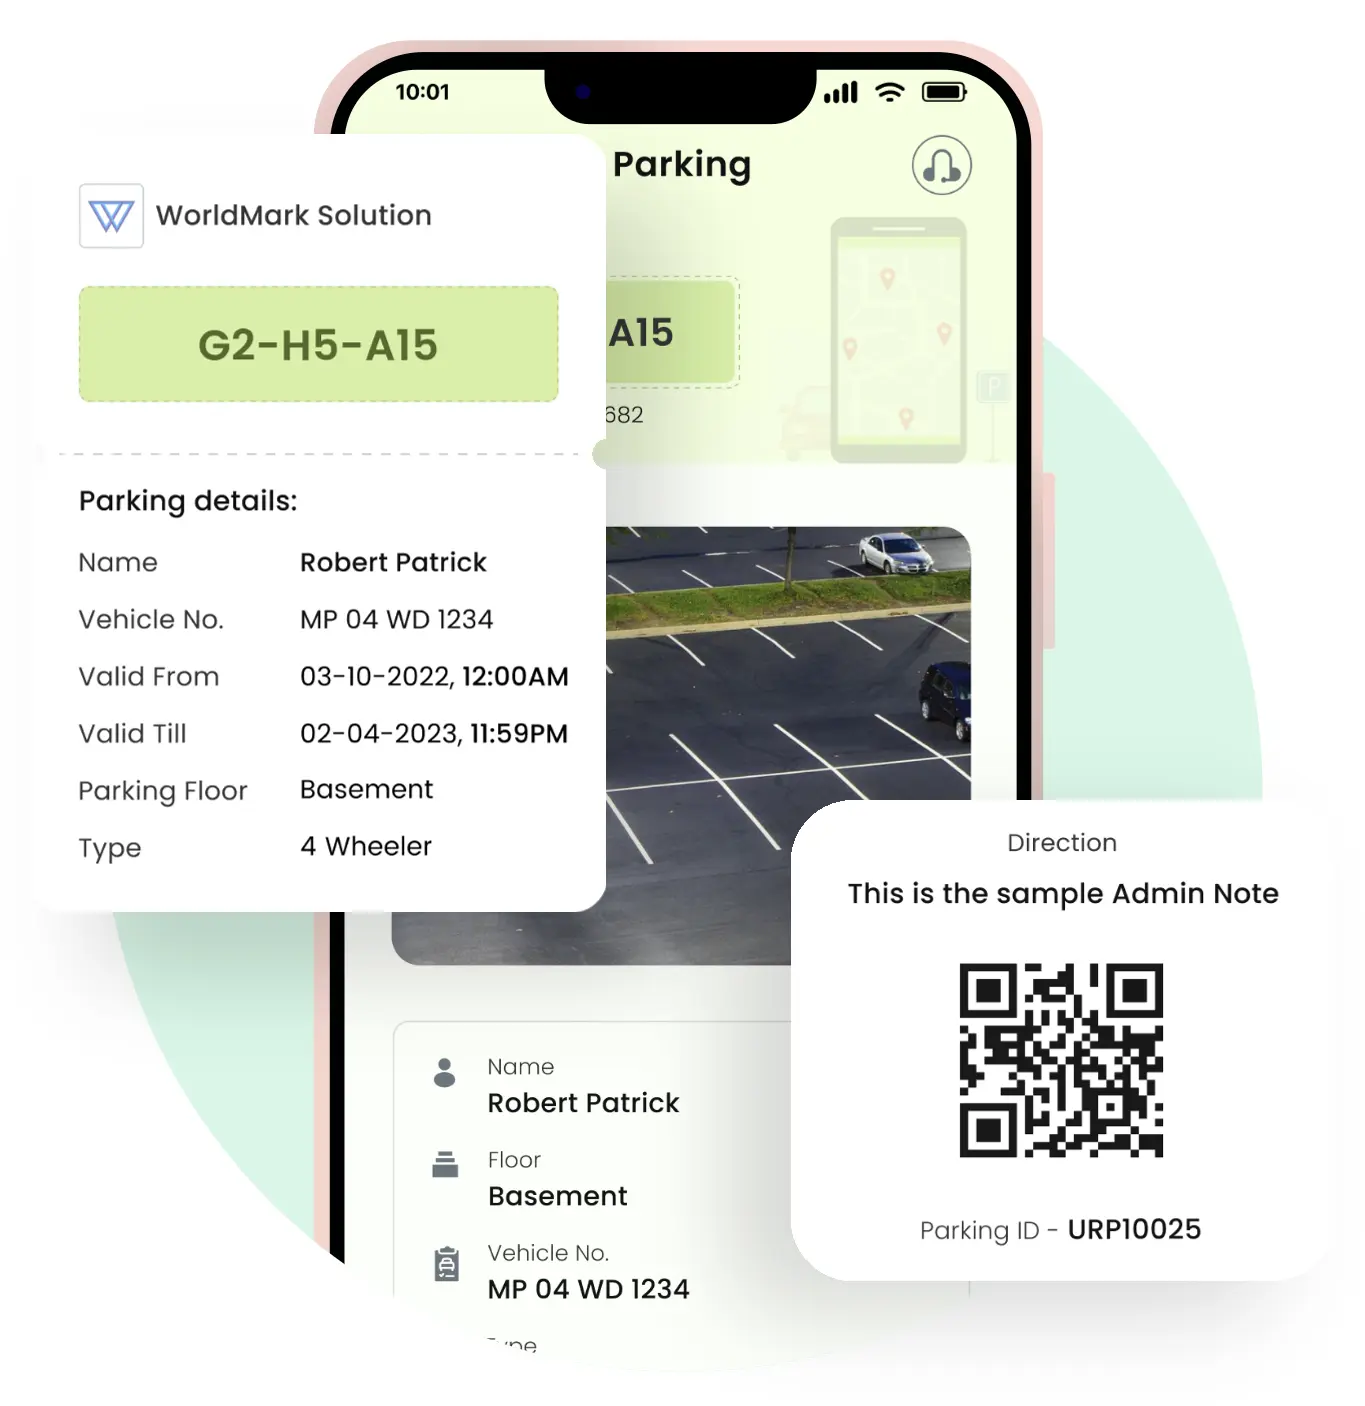 10:01
Parking
WorldMark Solution
G2-H5-A15
A15
682
P
Parking details:
Name Robert Patrick
Vehicle No. MP 04 WD 1234
Valid From 03-10-2022, 12:00AM
Valid Till 02-04-2023, 11:59PM
Parking Floor Basement
Type 4 Wheeler
Direction
This is the sample Admin Note
Parking ID - URP10025
Name
Robert Patrick
Floor
Basement
Vehicle No.
MP 04 WD 1234
Type